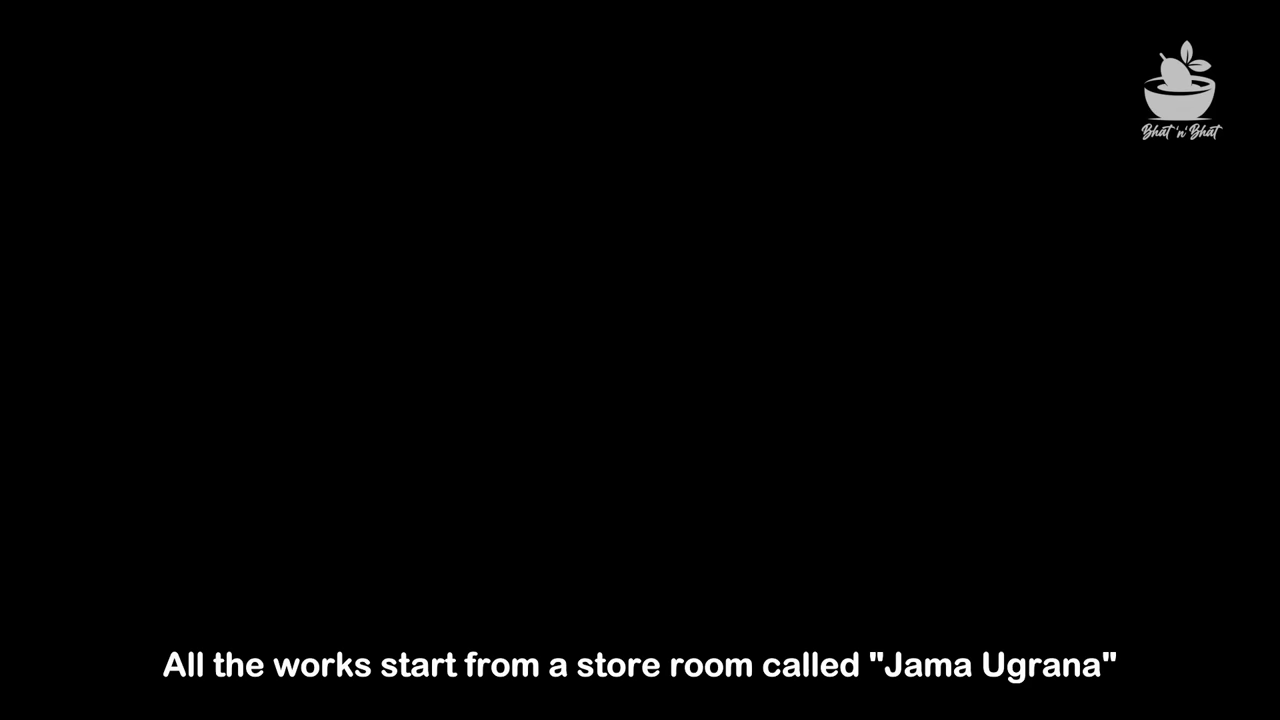 Bhat 'n' Bhat
All the works start from a store room called "Jama Ugrana"